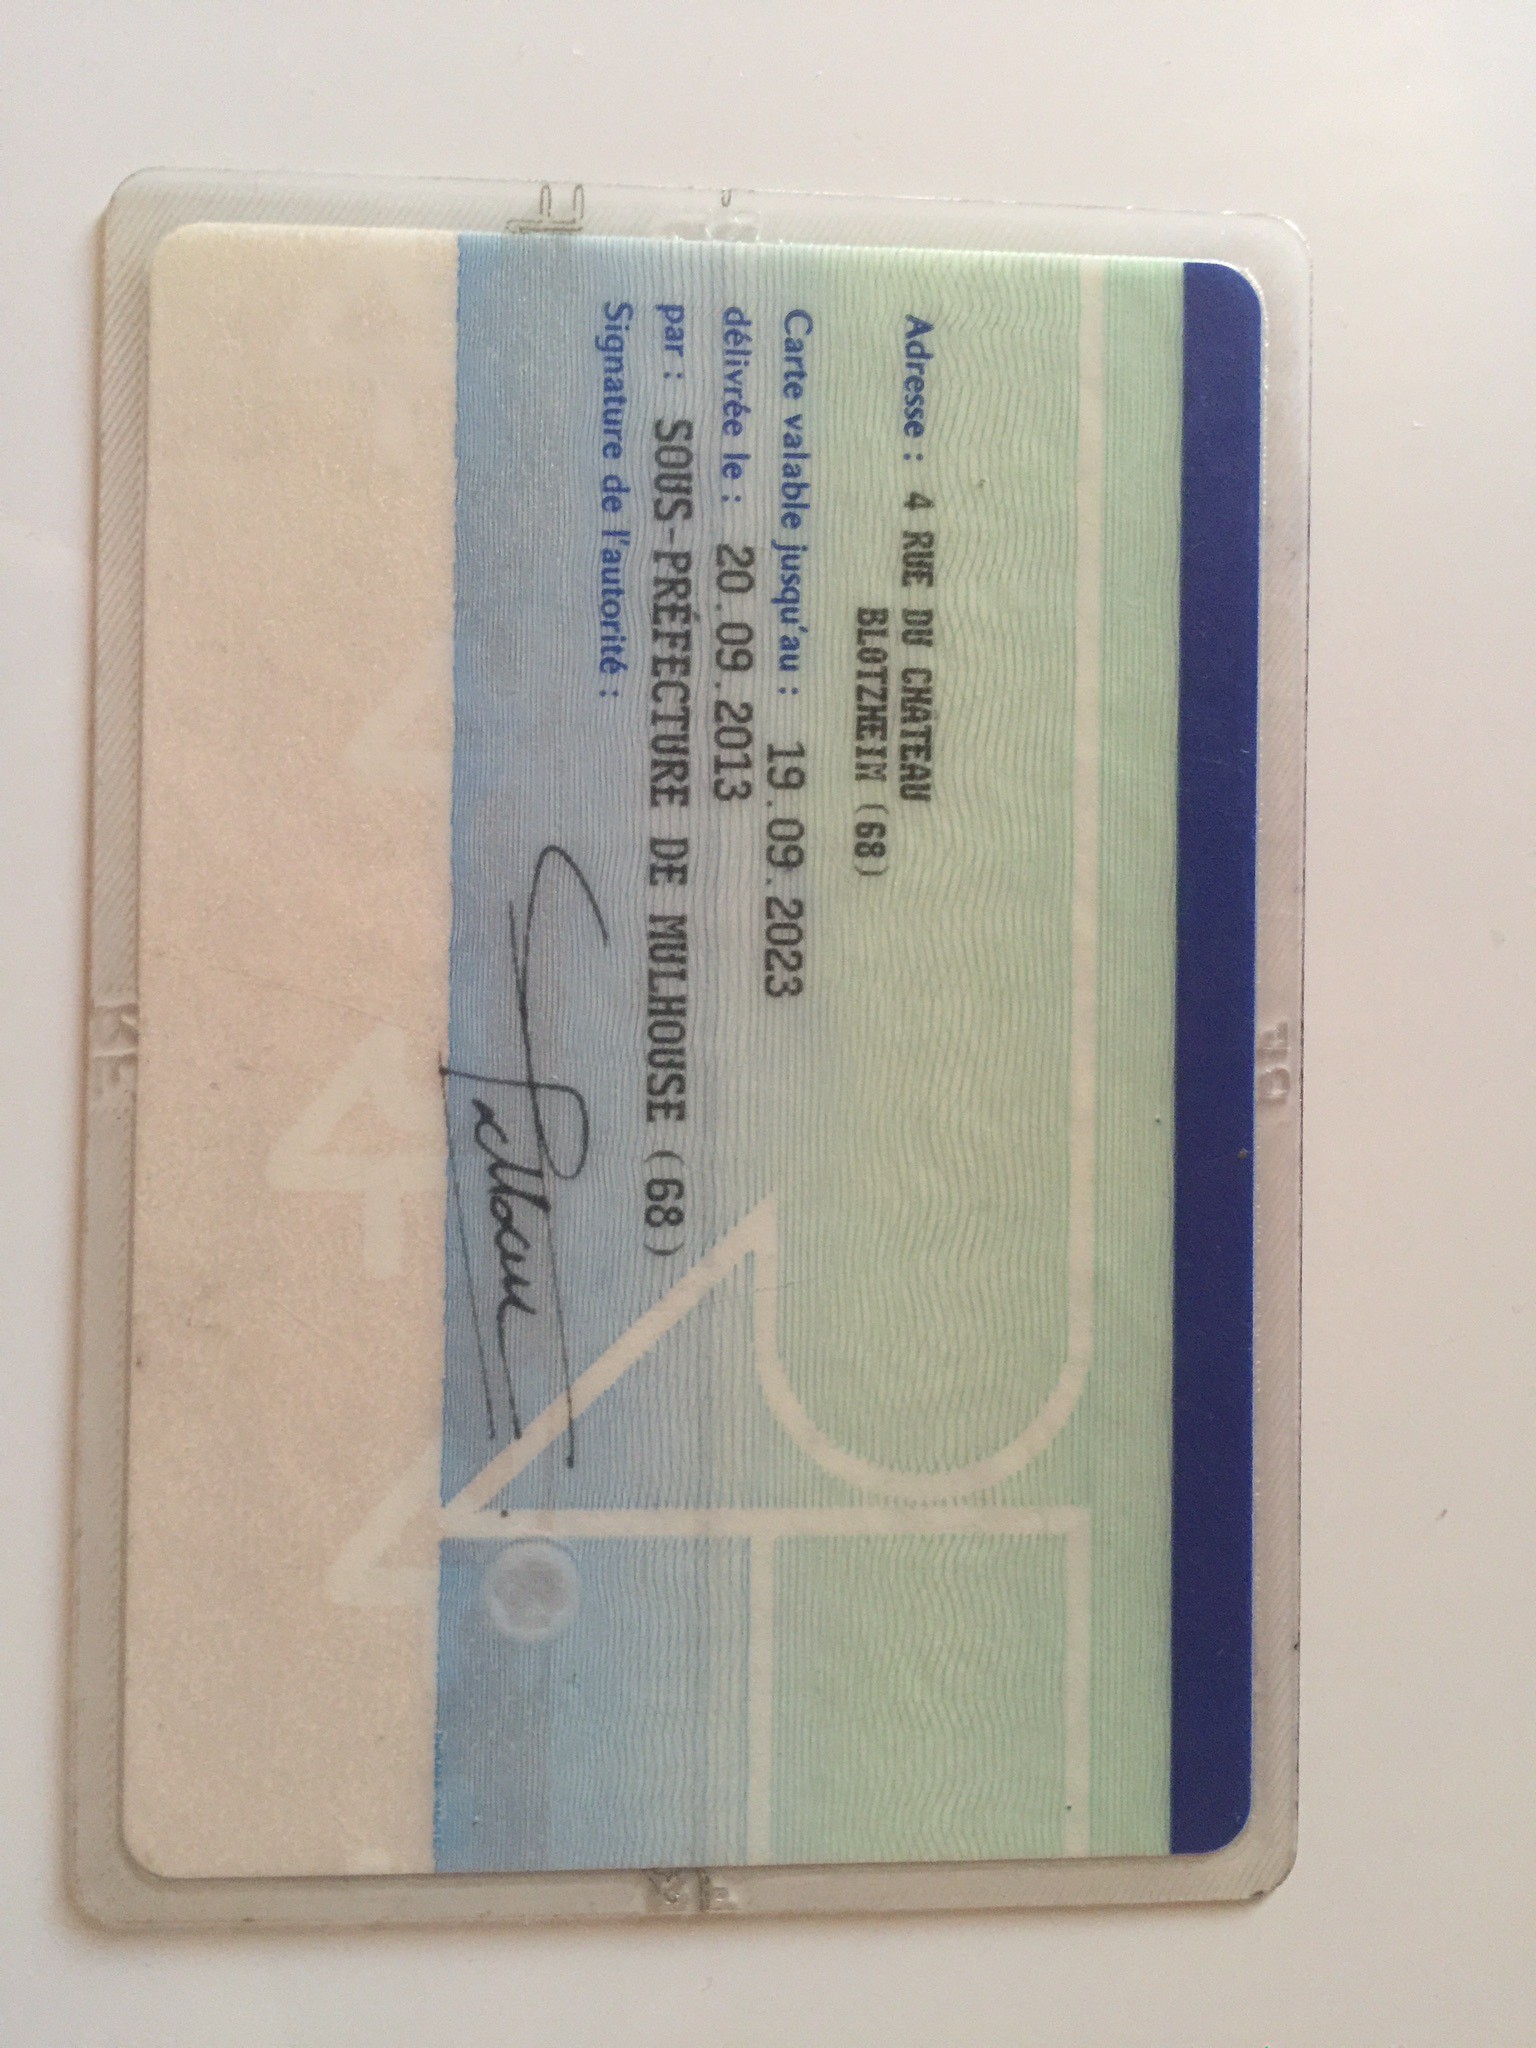 Adresse : 4 RUE DU CHÂTEAU
BLOTZHEIM (68)
Carte valable jusqu'au : 19.09.2023
délivrée le : 20.09.2013
par : SOUS-PRÉFECTURE DE MULHOUSE (68)
Signature de l'autorité :